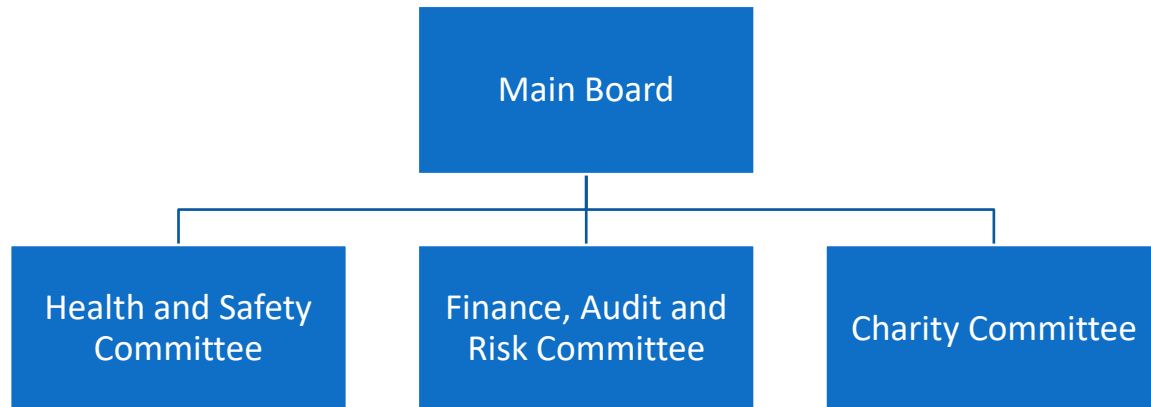 Main Board
Health and Safety
Committee
Finance, Audit and
Risk Committee
Charity Committee